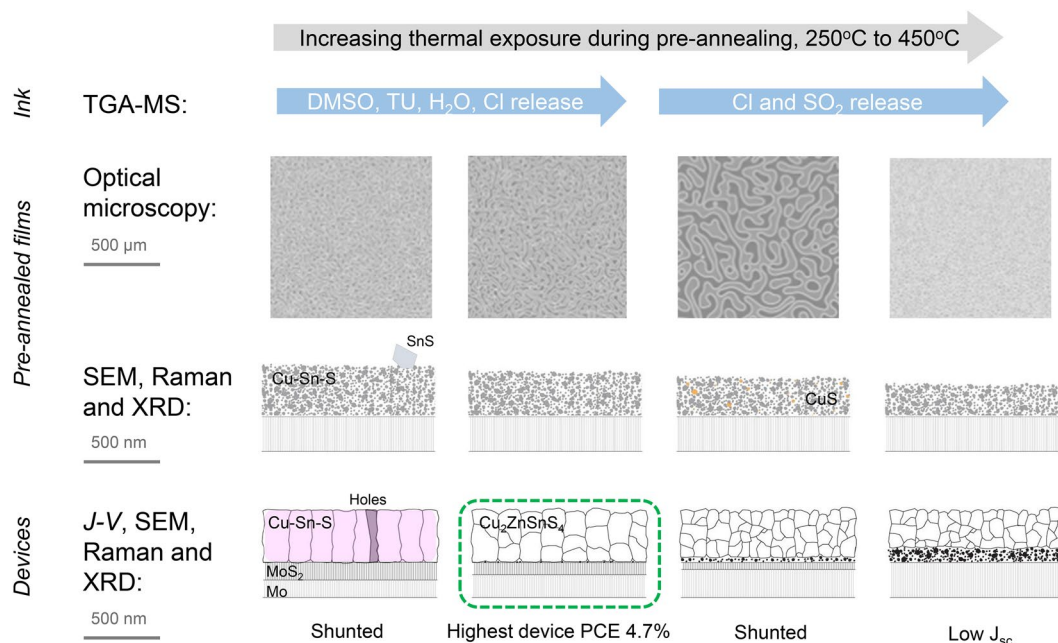 Increasing thermal exposure during pre-annealing, 250°C to 450°C
Ink
TGA-MS:
DMSO, TU, H₂O, Cl release
Cl and SO₂ release
Pre-annealed films
Optical
microscopy:
500 µm
SnS
SEM, Raman
and XRD:
Cu-Sn-S
CuS
500 nm
Devices
J-V, SEM,
Raman and
XRD:
500 nm
Holes
Cu-Sn-S
Cu₂ZnSnS₄
MoS₂
Mo
Shunted
Highest device PCE 4.7%
Shunted
Low J_sc